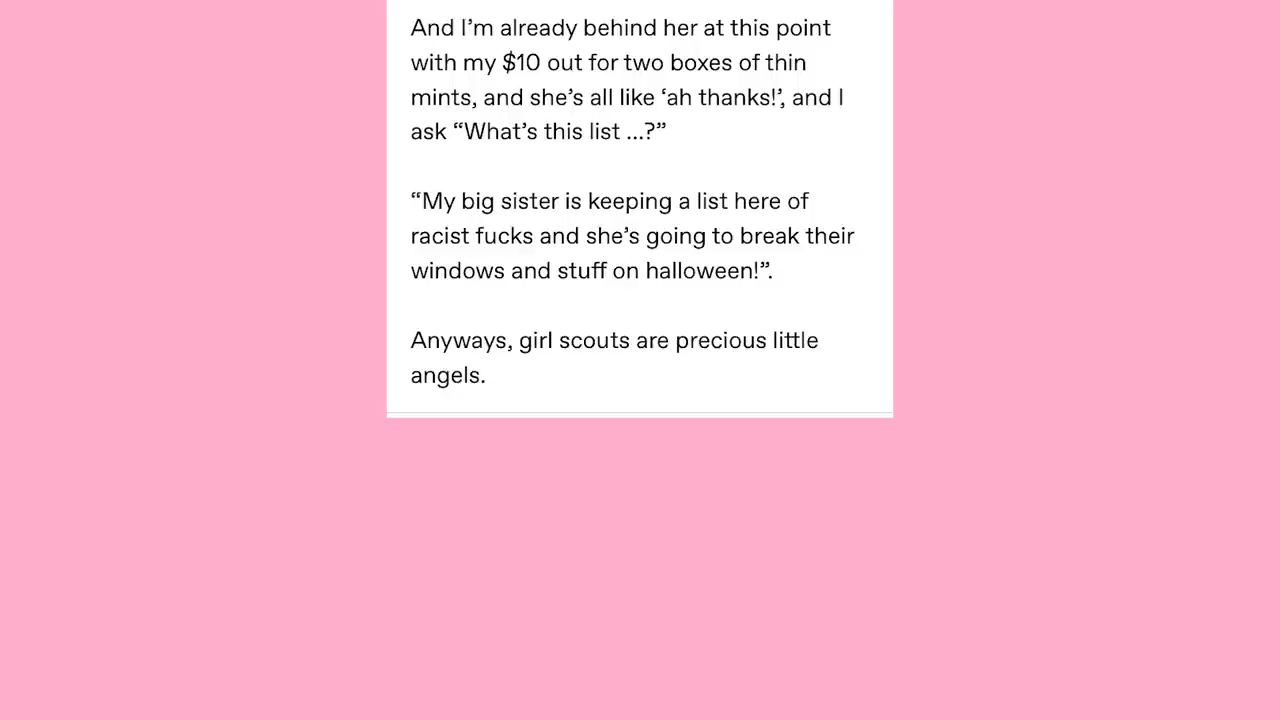 And I’m already behind her at this point
with my $10 out for two boxes of thin
mints, and she’s all like ‘ah thanks!’, and I
ask “What’s this list ...?”
“My big sister is keeping a list here of
racist fucks and she’s going to break their
windows and stuff on halloween!”.
Anyways, girl scouts are precious little
angels.